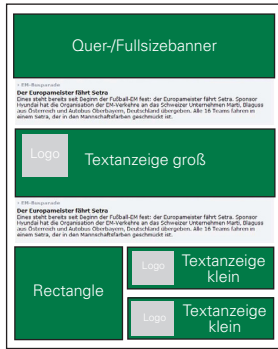 Quer-/Fullsizebanner
> EM-Busparade
Der Europameister fährt Setra
Eines steht bereits seit Beginn der Fußball-EM fest: der Europameister fährt Setra. Sponsor
Hyundai hat die Organisation der EM-Verkehre an das Schweizer Unternehmen Marti, Blaguss
aus Österreich und Autobus Oberbayern, Deutschland übergeben. Alle 16 Teams fahren in
einem Setra, der in den Mannschaftsfarben geschmückt ist.
Logo
Textanzeige groß
> EM-Busparade
Der Europameister fährt Setra
Eines steht bereits seit Beginn der Fußball-EM fest: der Europameister fährt Setra. Sponsor
Hyundai hat die Organisation der EM-Verkehre an das Schweizer Unternehmen Marti, Blaguss
aus Österreich und Autobus Oberbayern, Deutschland übergeben. Alle 16 Teams fahren in
einem Setra, der in den Mannschaftsfarben geschmückt ist.
Rectangle
Logo
Textanzeige
klein
Logo
Textanzeige
klein